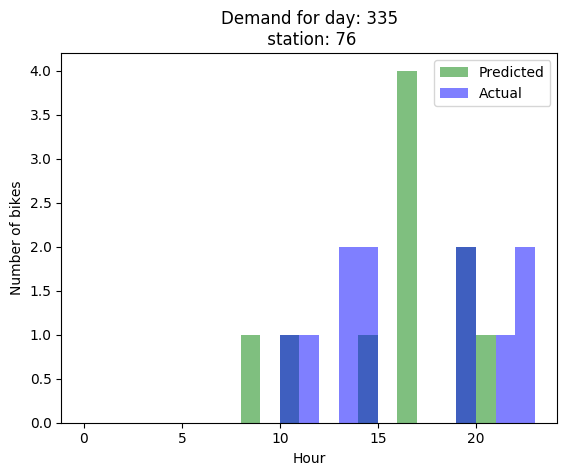 Demand for day: 335
station: 76
Predicted
Actual
Number of bikes
4.0
3.5
3.0
2.5
2.0
1.5
1.0
0.5
0.0
0 5 10 15 20
Hour